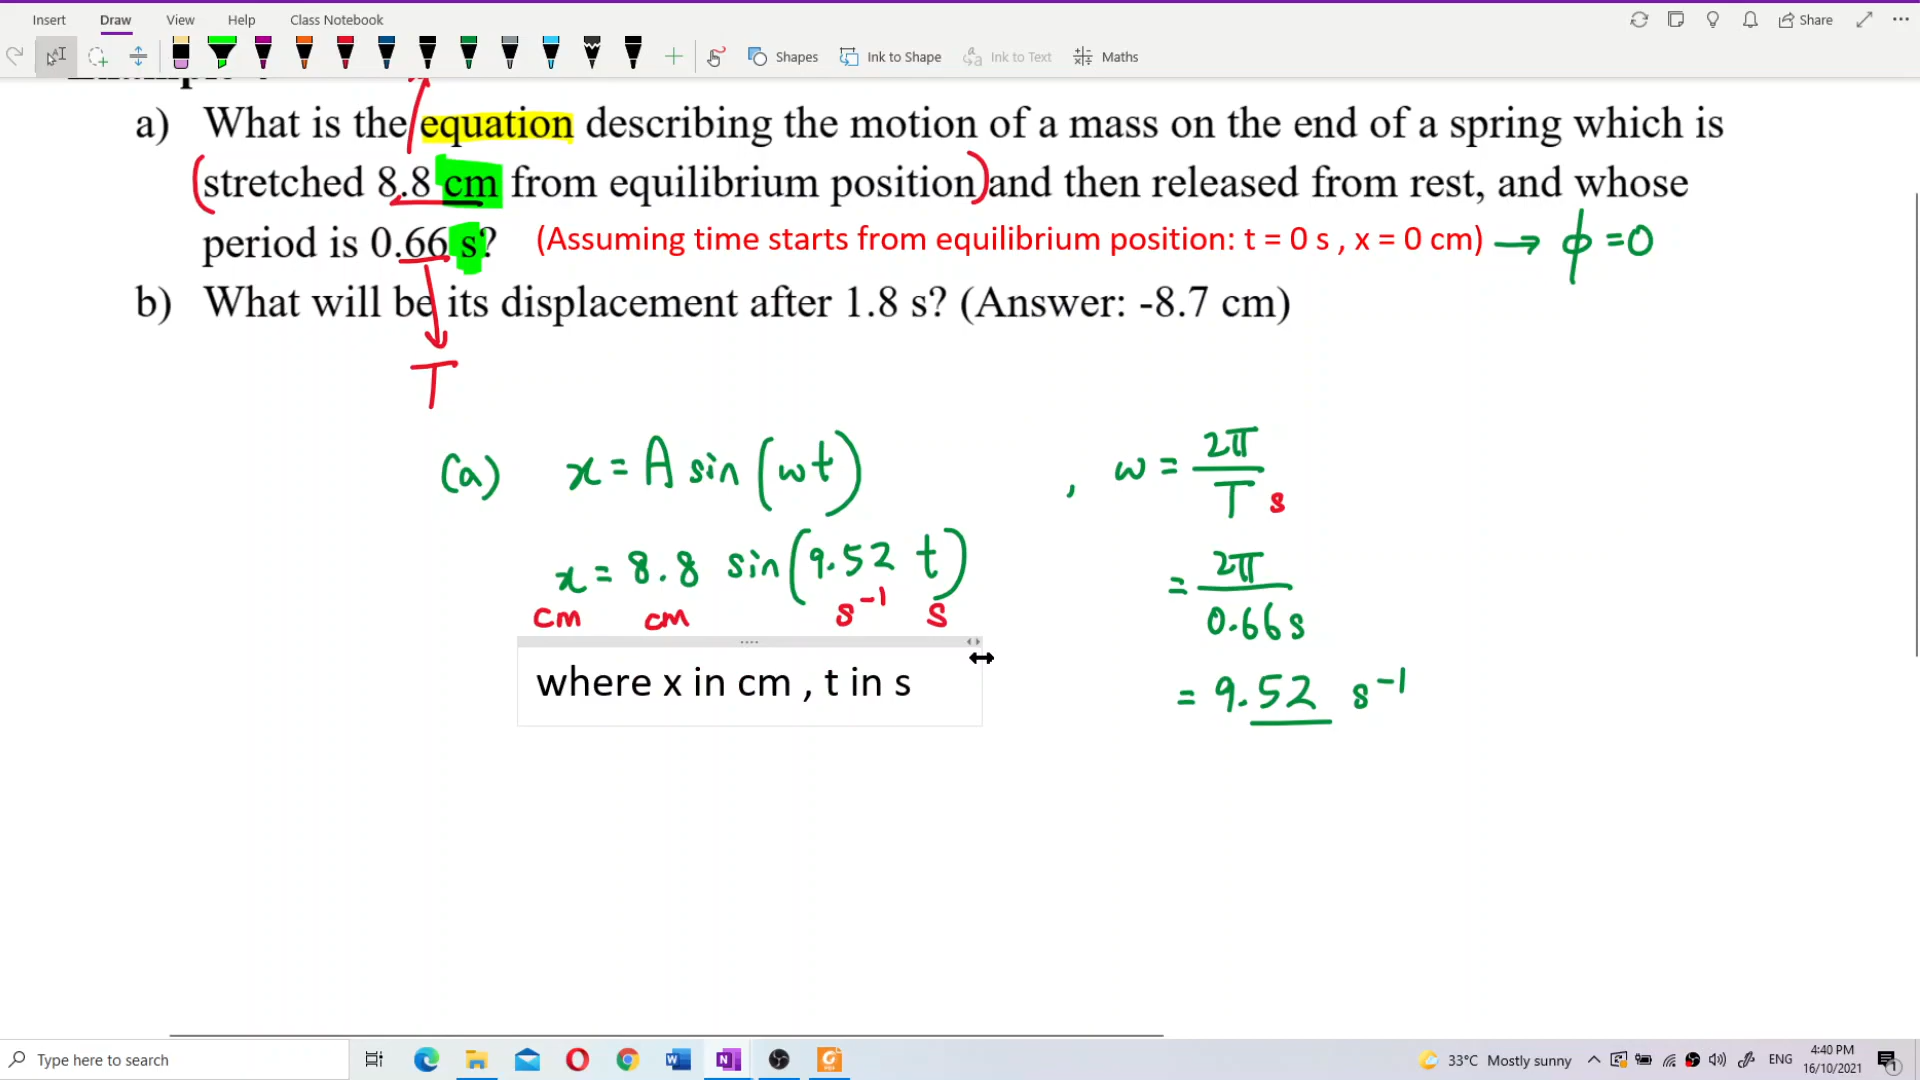 Insert Draw View Help Class Notebook Share
Shapes Ink to Shape Ink to Text Maths
a) What is the equation describing the motion of a mass on the end of a spring which is
(stretched 8.8 cm from equilibrium position) and then released from rest, and whose
period is 0.66 s? (Assuming time starts from equilibrium position: t = 0 s , x = 0 cm) → ϕ = 0
b) What will be its displacement after 1.8 s? (Answer: -8.7 cm)
T
(a) x = A sin (ωt) , ω = 2π/T s
x = 8.8 sin (9.52 t) = 2π/0.66s
cm cm s⁻¹ s
where x in cm , t in s
= 9.52 s⁻¹
Type here to search 33°C Mostly sunny ENG 4:40 PM
16/10/2021